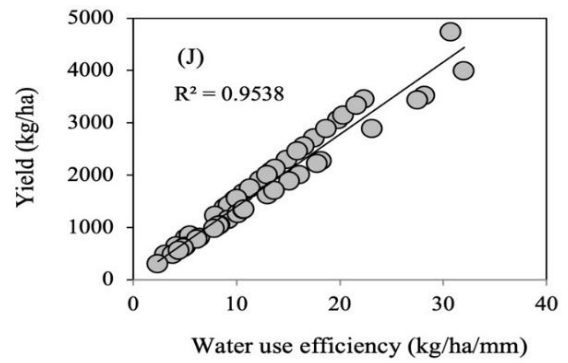 5000
(J)
4000
R² = 0.9538
3000
2000
1000
0
0 10 20 30 40
Yield (kg/ha)
Water use efficiency (kg/ha/mm)